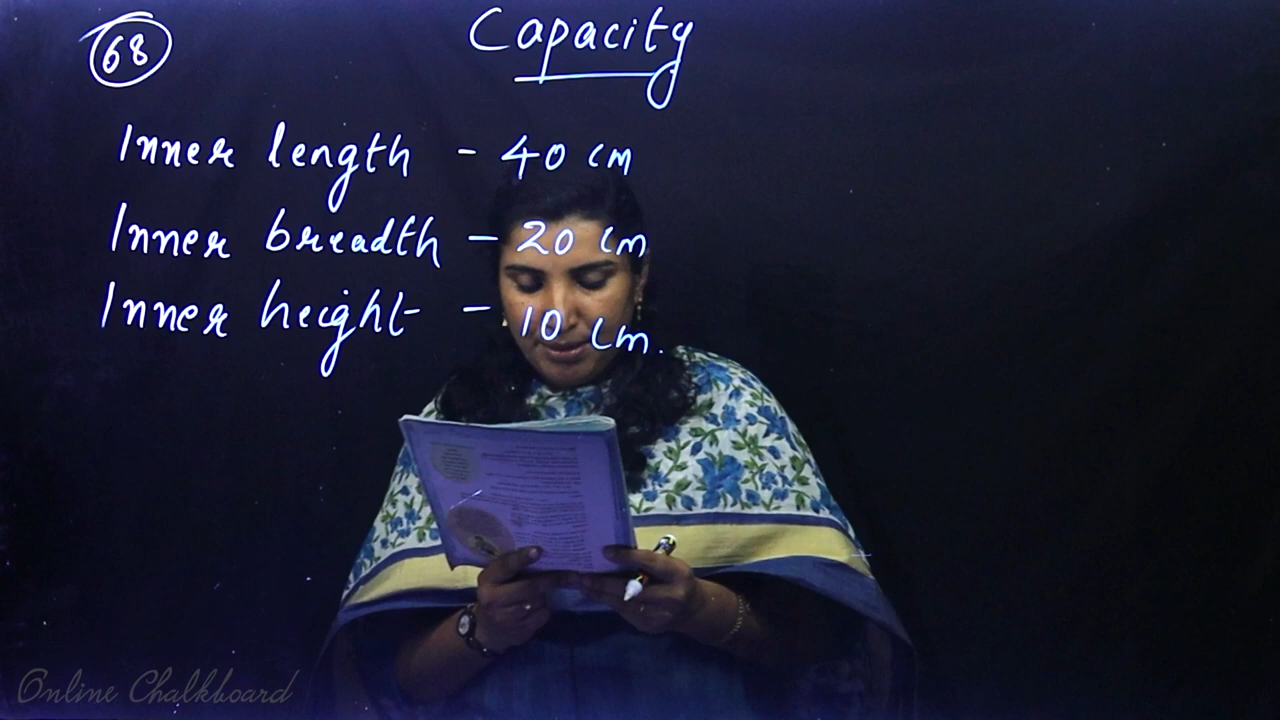 68
Capacity
Inner length - 40 cm
Inner breadth - 20 cm
Inner height - 10 cm.
Online Chalkboard